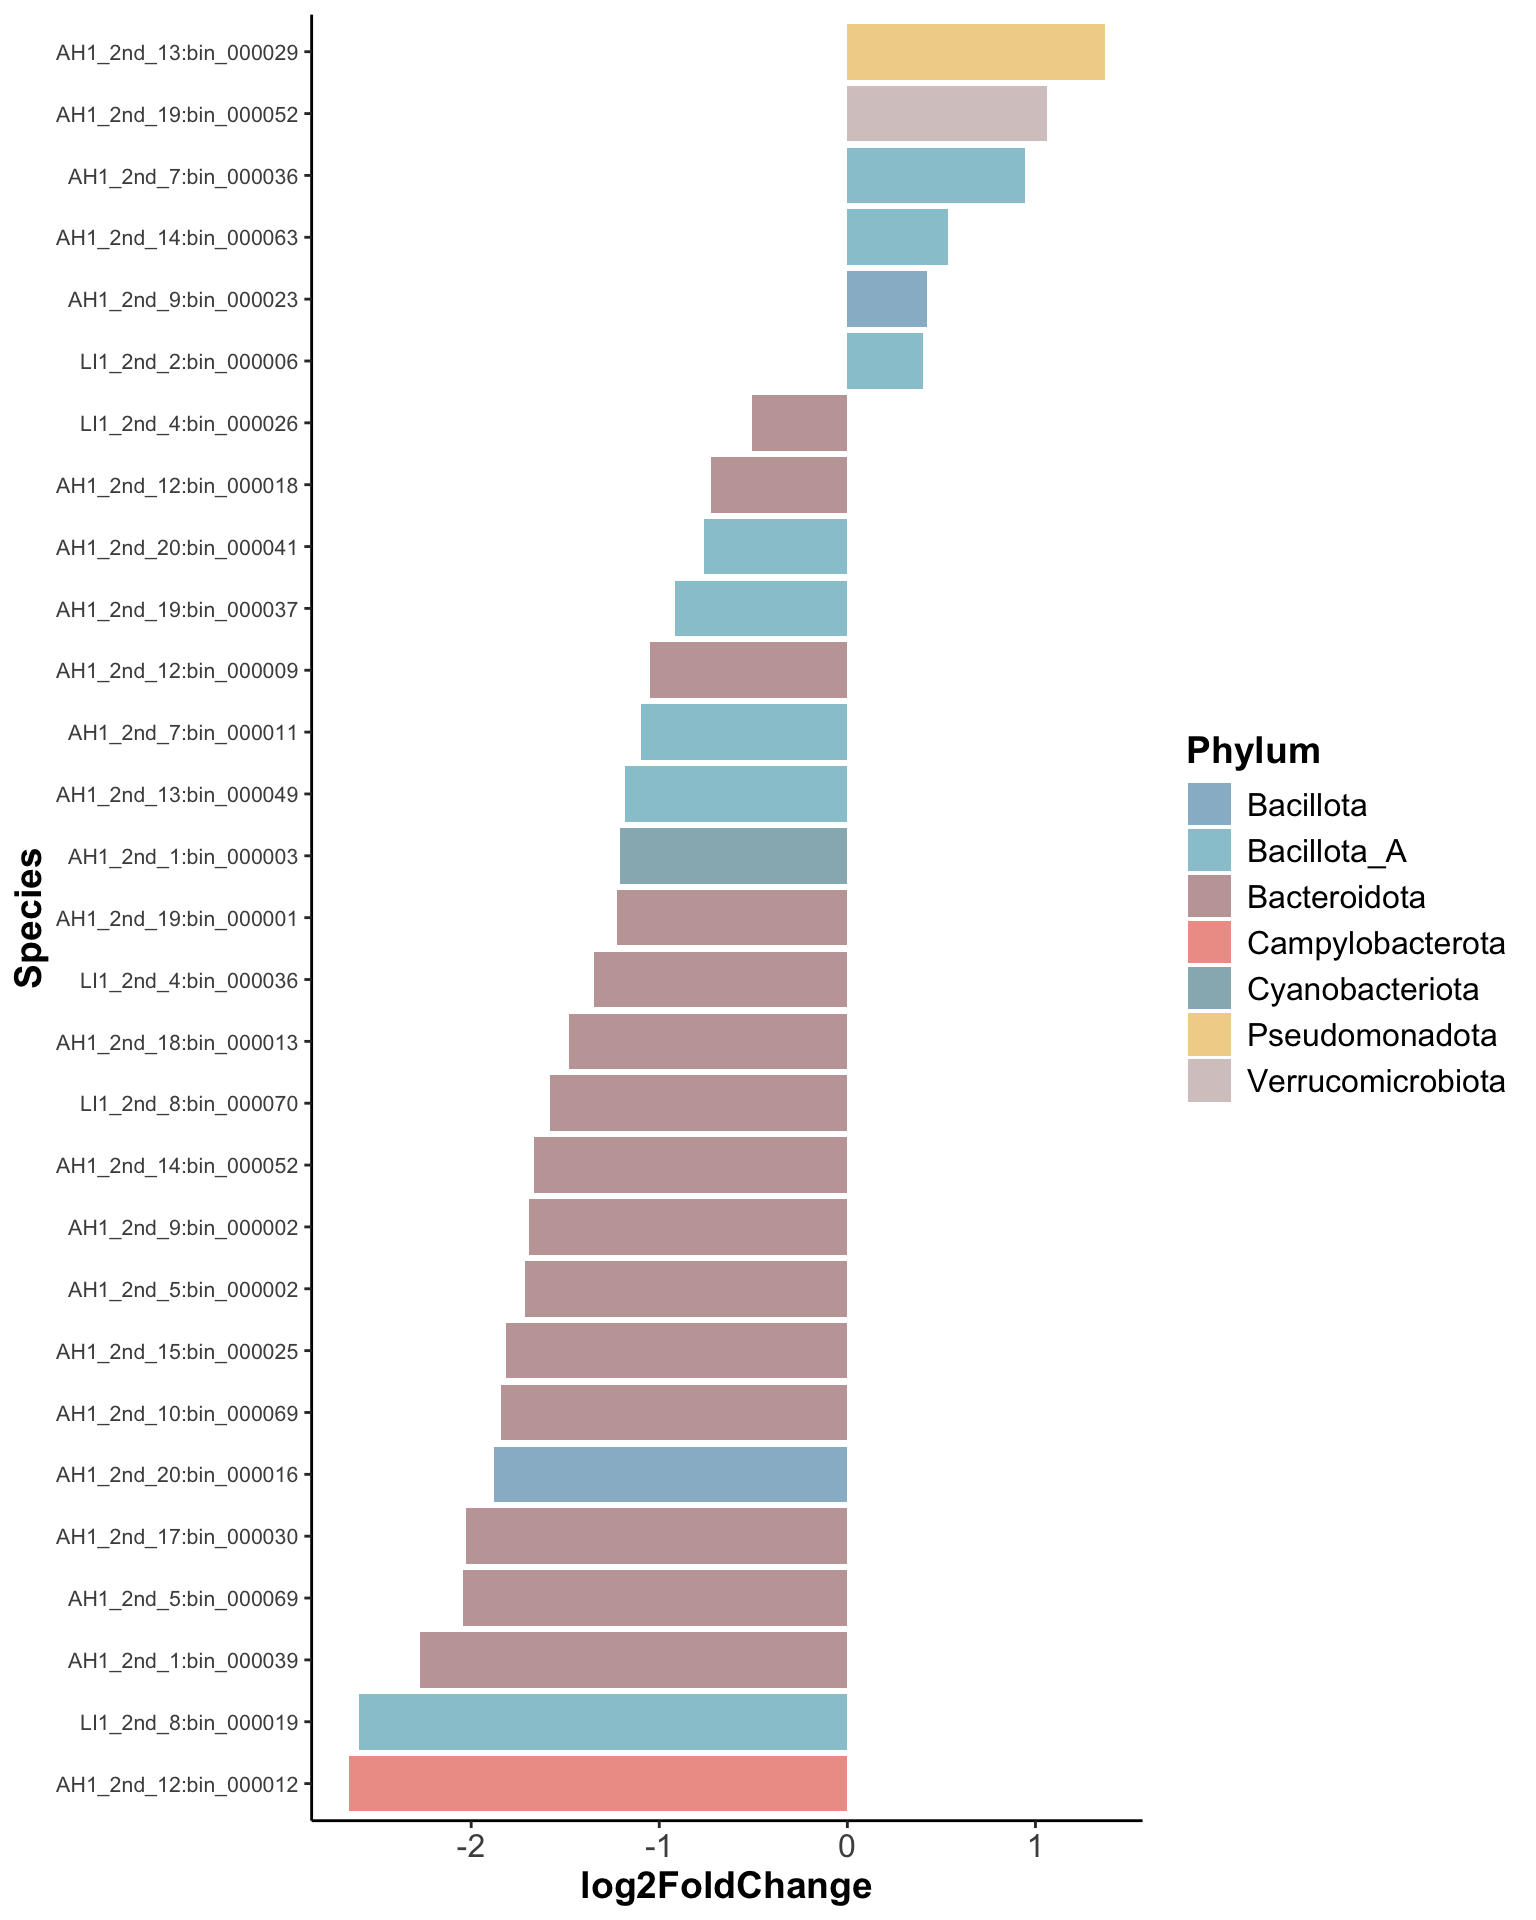 AH1_2nd_13:bin_000029
AH1_2nd_19:bin_000052
AH1_2nd_7:bin_000036
AH1_2nd_14:bin_000063
AH1_2nd_9:bin_000023
LI1_2nd_2:bin_000006
LI1_2nd_4:bin_000026
AH1_2nd_12:bin_000018
AH1_2nd_20:bin_000041
AH1_2nd_19:bin_000037
AH1_2nd_12:bin_000009
AH1_2nd_7:bin_000011
AH1_2nd_13:bin_000049
AH1_2nd_1:bin_000003
AH1_2nd_19:bin_000001
LI1_2nd_4:bin_000036
AH1_2nd_18:bin_000013
LI1_2nd_8:bin_000070
AH1_2nd_14:bin_000052
AH1_2nd_9:bin_000002
AH1_2nd_5:bin_000002
AH1_2nd_15:bin_000025
AH1_2nd_10:bin_000069
AH1_2nd_20:bin_000016
AH1_2nd_17:bin_000030
AH1_2nd_5:bin_000069
AH1_2nd_1:bin_000039
LI1_2nd_8:bin_000019
AH1_2nd_12:bin_000012
Species
-2 -1 0 1
log2FoldChange
Phylum
Bacillota
Bacillota_A
Bacteroidota
Campylobacterota
Cyanobacteriota
Pseudomonadota
Verrucomicrobiota